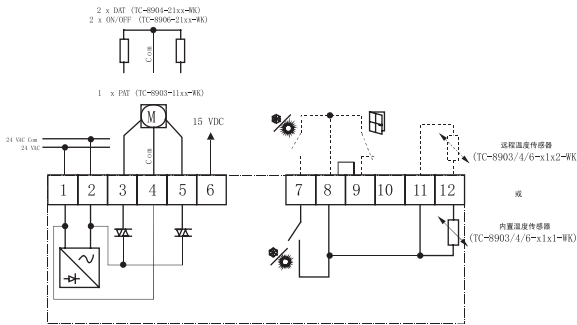 2 x DAT (TC-8904-21xx-WK)
2 x ON/OFF (TC-8906-21xx-WK)
Com
1 x PAT (TC-8903-11xx-WK)
M
15 VDC
24 VAC Com
24 VAC
Com
远程温度传感器
(TC-8903/4/6-x1x2-WK
1 2 3 4 5 6
7 8 9 10 11 12
或
内置温度传感器
(TC-8903/4/6-x1x1-WK)